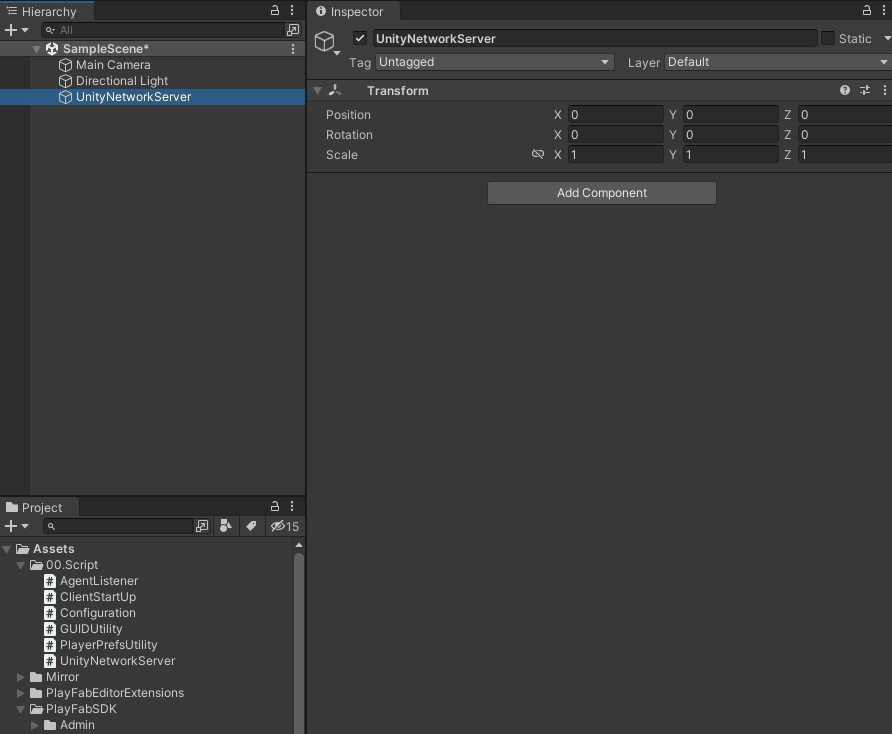 Hierarchy
All
SampleScene*
Main Camera
Directional Light
UnityNetworkServer
Inspector
UnityNetworkServer
Static
Tag Untagged
Layer Default
Transform
Position X 0 Y 0 Z 0
Rotation X 0 Y 0 Z 0
Scale X 1 Y 1 Z 1
Add Component
Project
15
Assets
00.Script
# AgentListener
# ClientStartUp
# Configuration
# GUIDUtility
# PlayerPrefsUtility
# UnityNetworkServer
Mirror
PlayFabEditorExtensions
PlayFabSDK
Admin